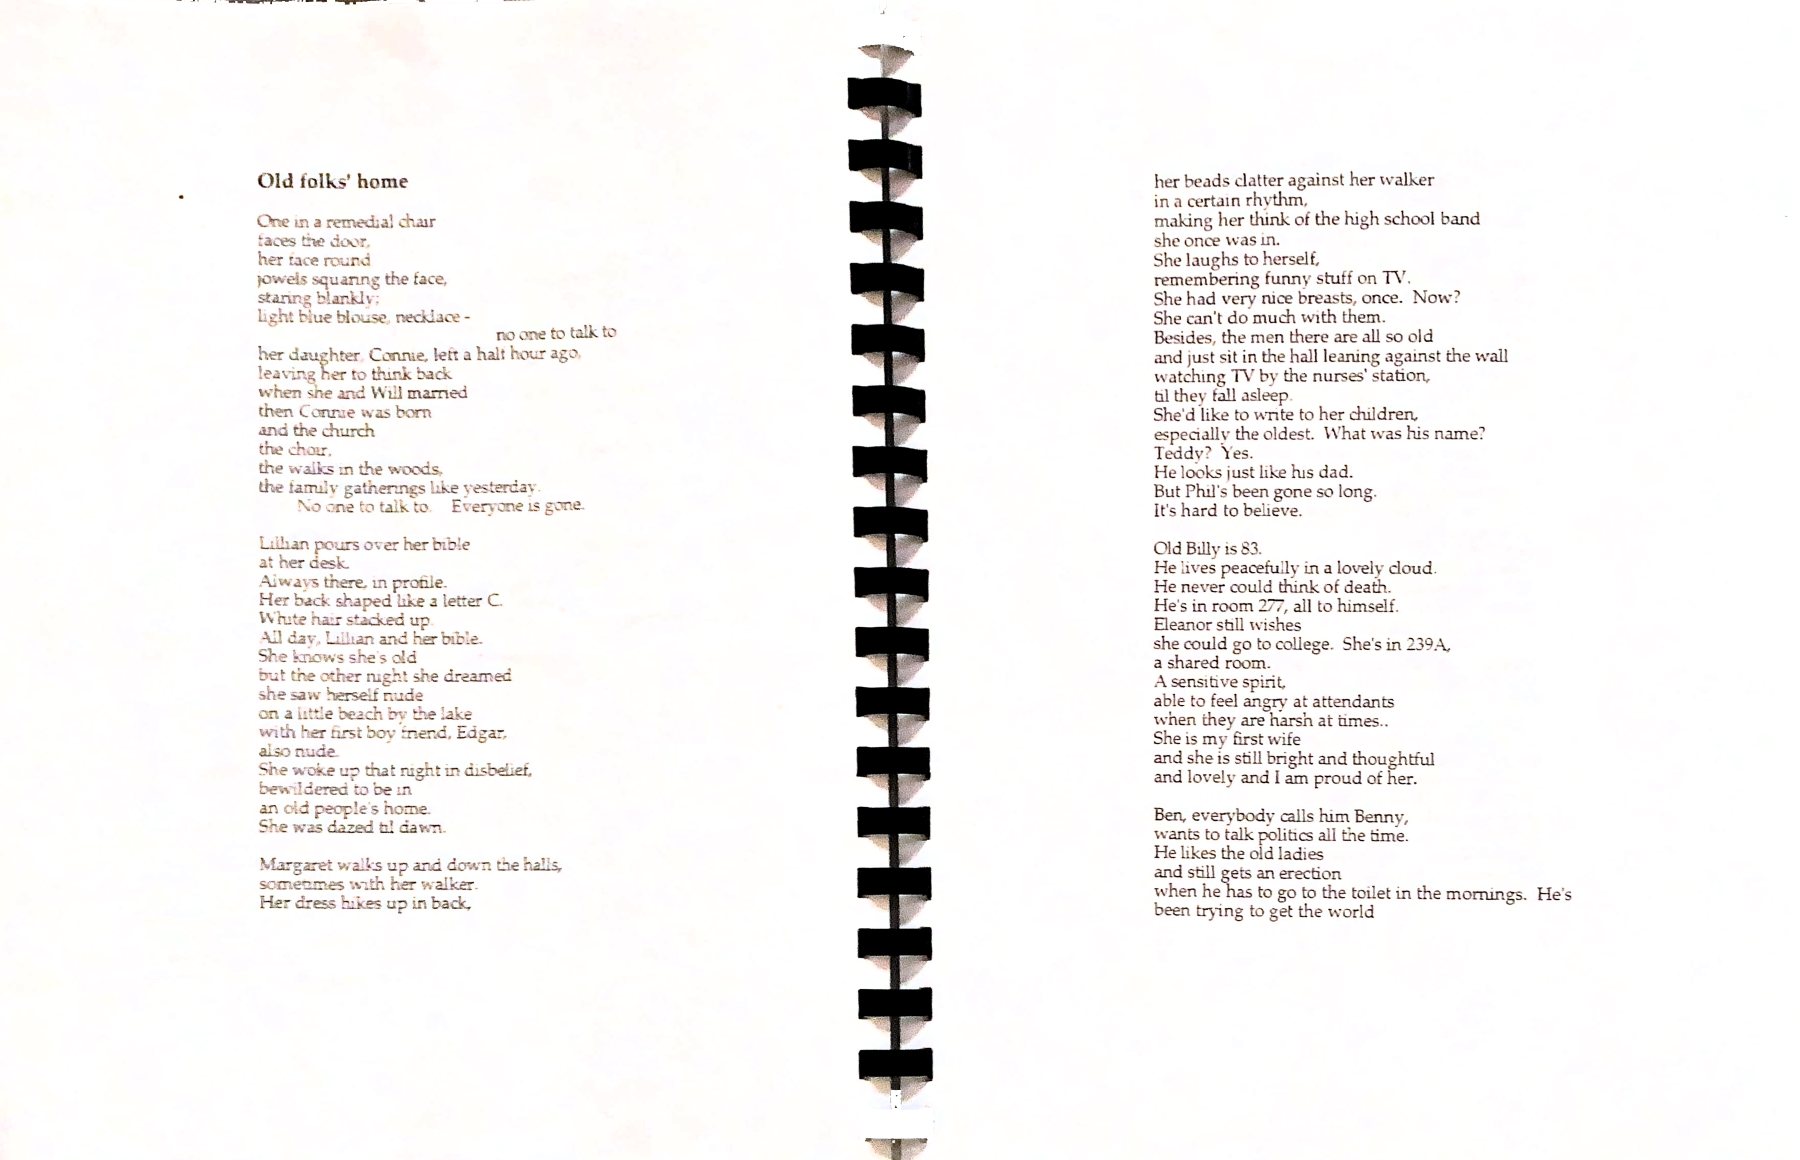 Old folks' home
One in a remedial chair
faces the door,
her face round
jowels squaring the face,
staring blankly;
light blue blouse, necklace -
no one to talk to
her daughter, Connie, left a half hour ago,
leaving her to think back
when she and Will married
then Connie was born
and the church
the choir,
the walks in the woods,
the family gatherings like yesterday.
No one to talk to. Everyone is gone.
Lillian pours over her bible
at her desk.
Always there, in profile.
Her back shaped like a letter C.
White hair stacked up.
All day, Lillian and her bible.
She knows she's old
but the other night she dreamed
she saw herself nude
on a little beach by the lake
with her first boy friend, Edgar,
also nude.
She woke up that night in disbelief,
bewildered to be in
an old people's home.
She was dazed til dawn.
Margaret walks up and down the halls,
sometimes with her walker.
Her dress hikes up in back,
her beads clatter against her walker
in a certain rhythm,
making her think of the high school band
she once was in.
She laughs to herself,
remembering funny stuff on TV.
She had very nice breasts, once. Now?
She can't do much with them.
Besides, the men there are all so old
and just sit in the hall leaning against the wall
watching TV by the nurses' station,
til they fall asleep.
She'd like to write to her children,
especially the oldest. What was his name?
Teddy? Yes.
He looks just like his dad.
But Phil's been gone so long.
It's hard to believe.
Old Billy is 83.
He lives peacefully in a lovely cloud.
He never could think of death.
He's in room 277, all to himself.
Eleanor still wishes
she could go to college. She's in 239A,
a shared room.
A sensitive spirit,
able to feel angry at attendants
when they are harsh at times..
She is my first wife
and she is still bright and thoughtful
and lovely and I am proud of her.
Ben, everybody calls him Benny,
wants to talk politics all the time.
He likes the old ladies
and still gets an erection
when he has to go to the toilet in the mornings. He's
been trying to get the world